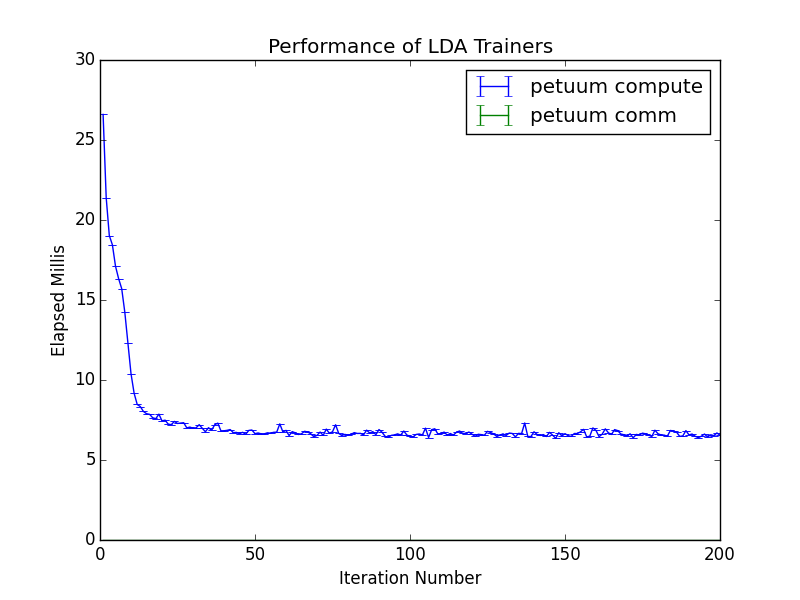 Performance of LDA Trainers
30
25
20
15
10
5
0
Elapsed Millis
petuum compute
petuum comm
0 50 100 150 200
Iteration Number